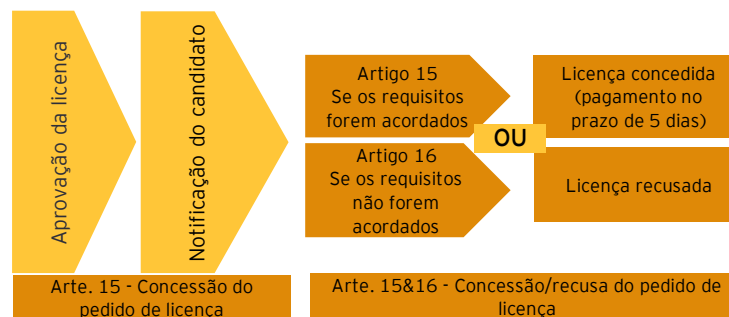 Aprovação da licença
Notificação do candidato
Artigo 15
Se os requisitos
forem acordados
Artigo 16
Se os requisitos
não forem
acordados
OU
Licença concedida
(pagamento no
prazo de 5 dias)
Licença recusada
Arte. 15 - Concessão do
pedido de licença
Arte. 15&16 - Concessão/recusa do pedido de
licença